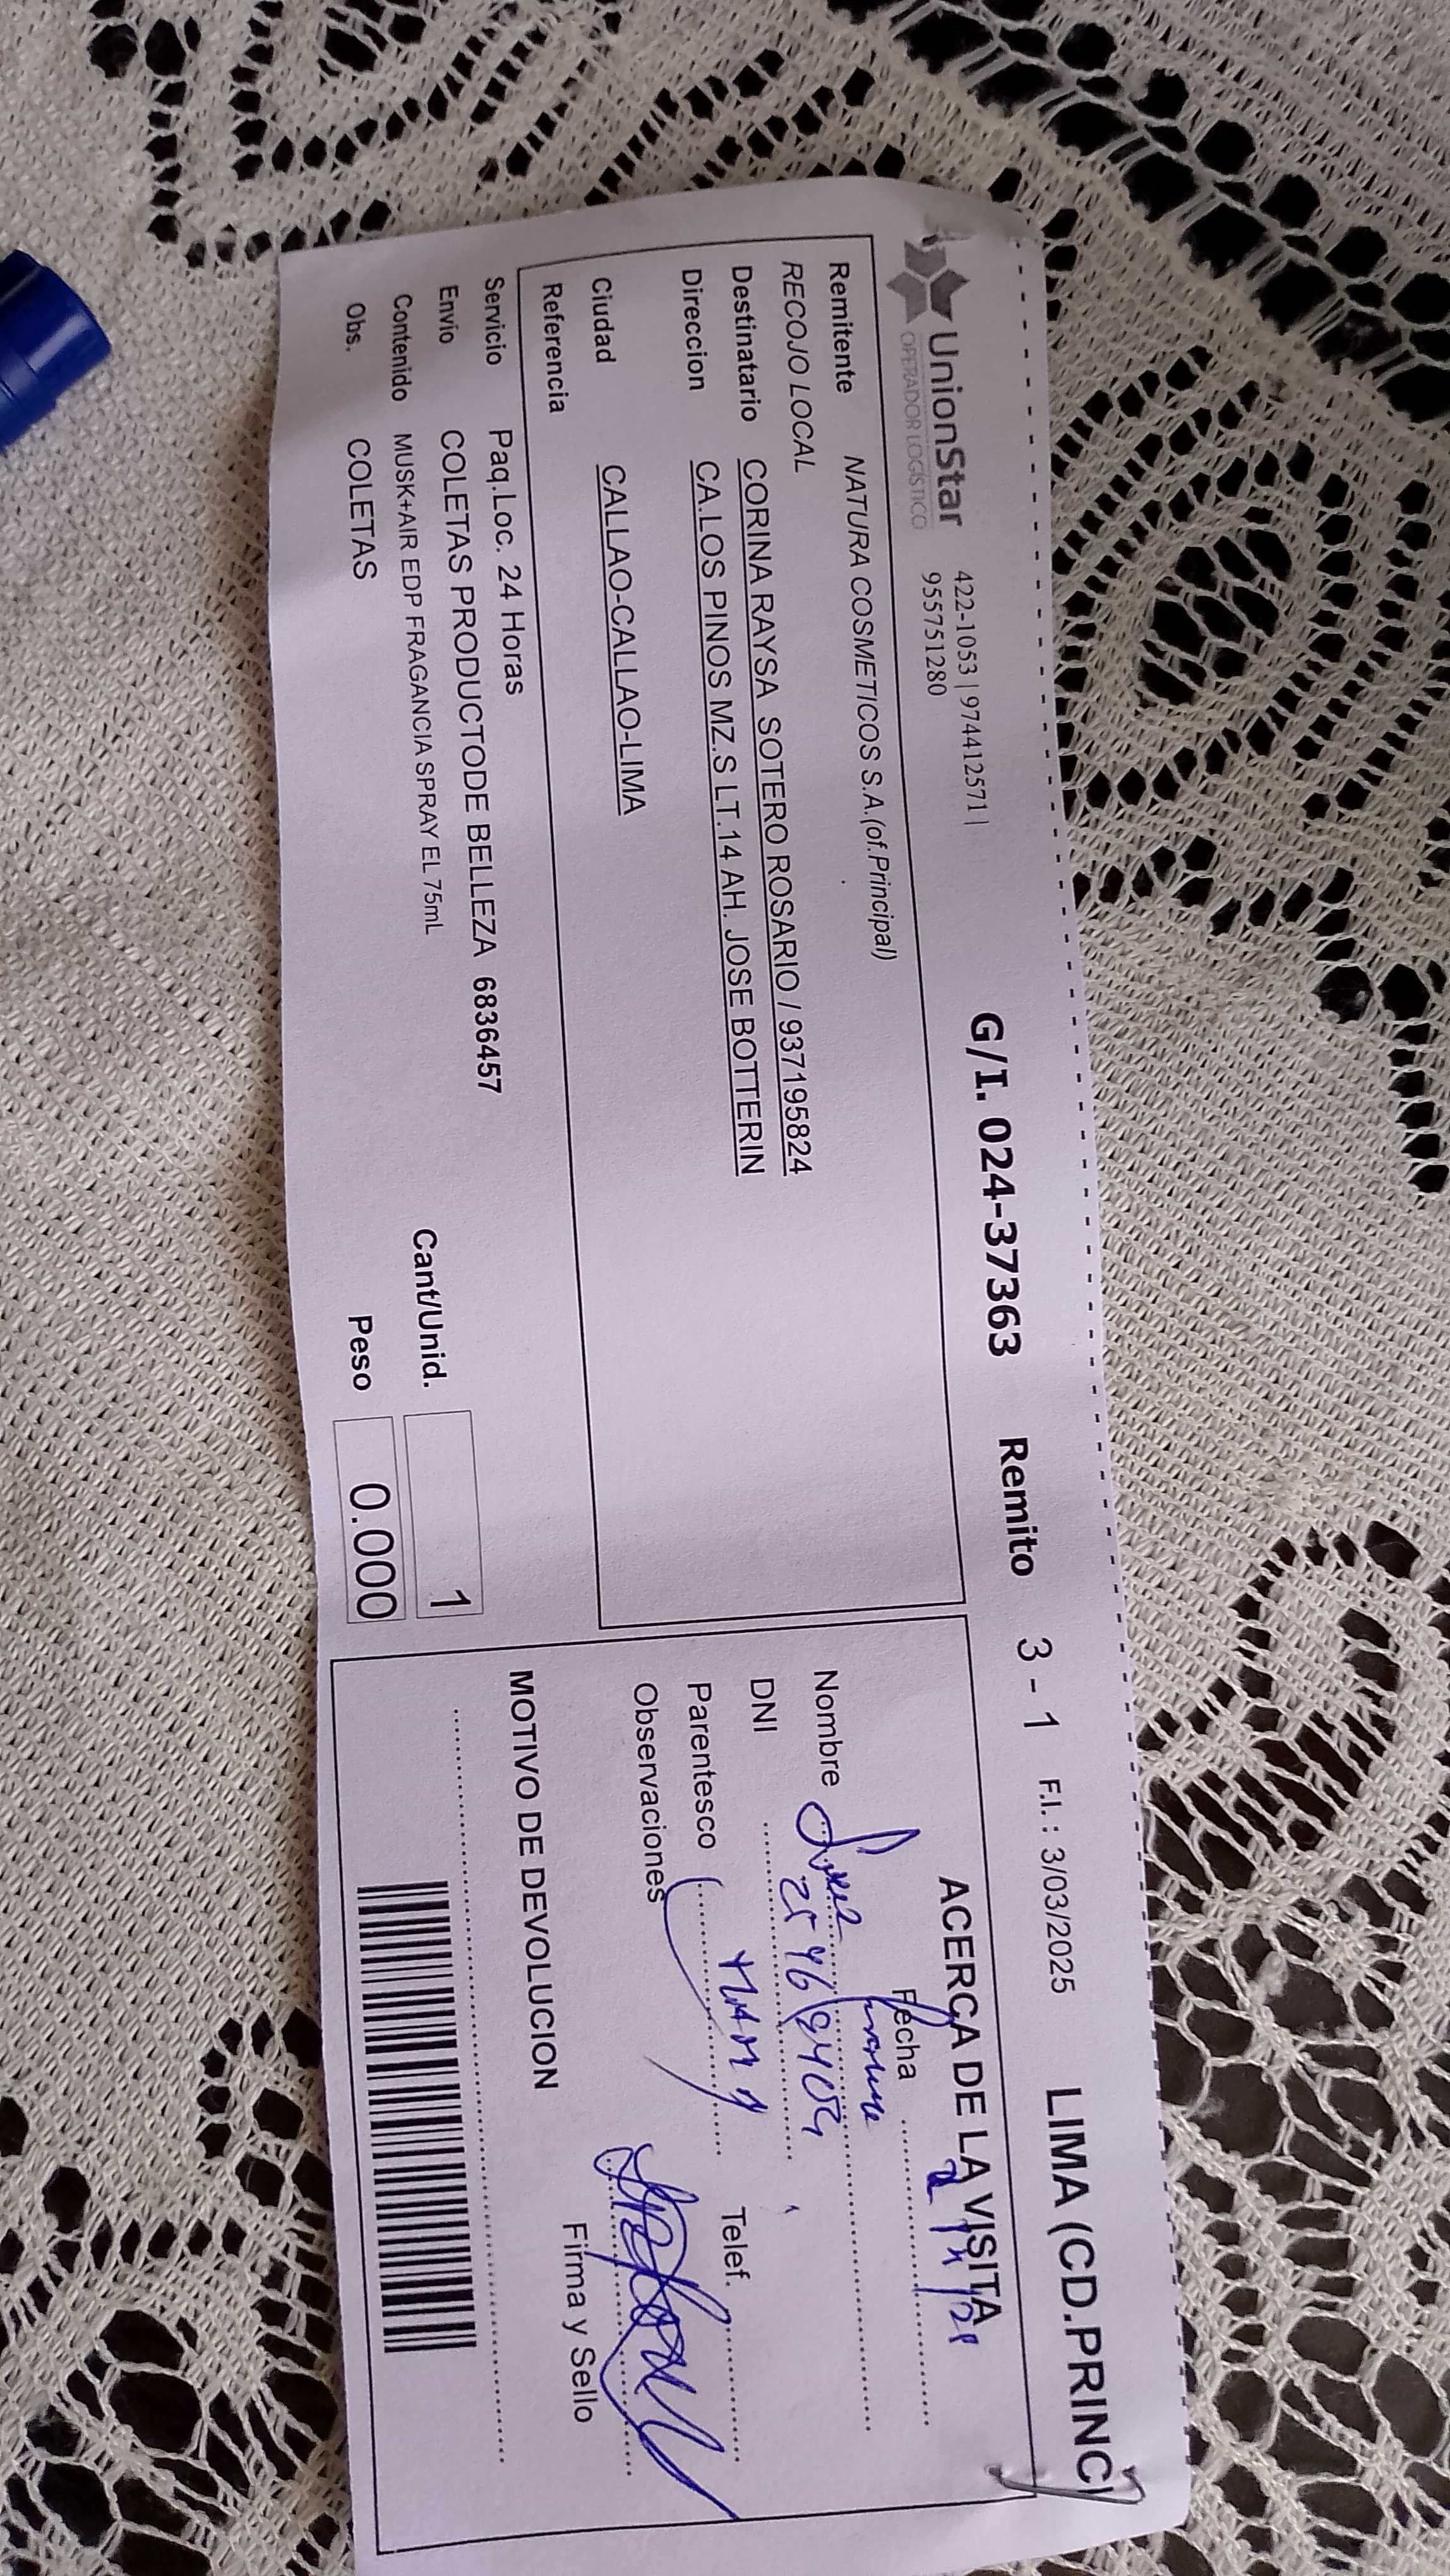 UnionStar
OPERADOR LOGÍSTICO
422-1053 | 974412571 |
955751280
G/I. 024-37363 Remito 3 - 1 F.I.: 3/03/2025 LIMA (CD.PRINCI
Remitente NATURA COSMETICOS S.A.(of.Principal)
RECOJO LOCAL
Destinatario CORINA RAYSA SOTERO ROSARIO / 937195824
Direccion CA.LOS PINOS MZ.S LT.14 AH. JOSE BOTTERIN
Ciudad CALLAO-CALLAO-LIMA
Referencia
Servicio Paq.Loc. 24 Horas
Envío COLETAS PRODUCTODE BELLEZA 6836457
Contenido MUSK+AIR EDP FRAGANCIA SPRAY EL 75mL
Obs. COLETAS
Cant/Unid. 1
Peso 0.000
ACERCA DE LA VISITA
Fecha
Nombre
DNI
Parentesco MAMA
Telef.
Observaciones
Firma y Sello
MOTIVO DE DEVOLUCION